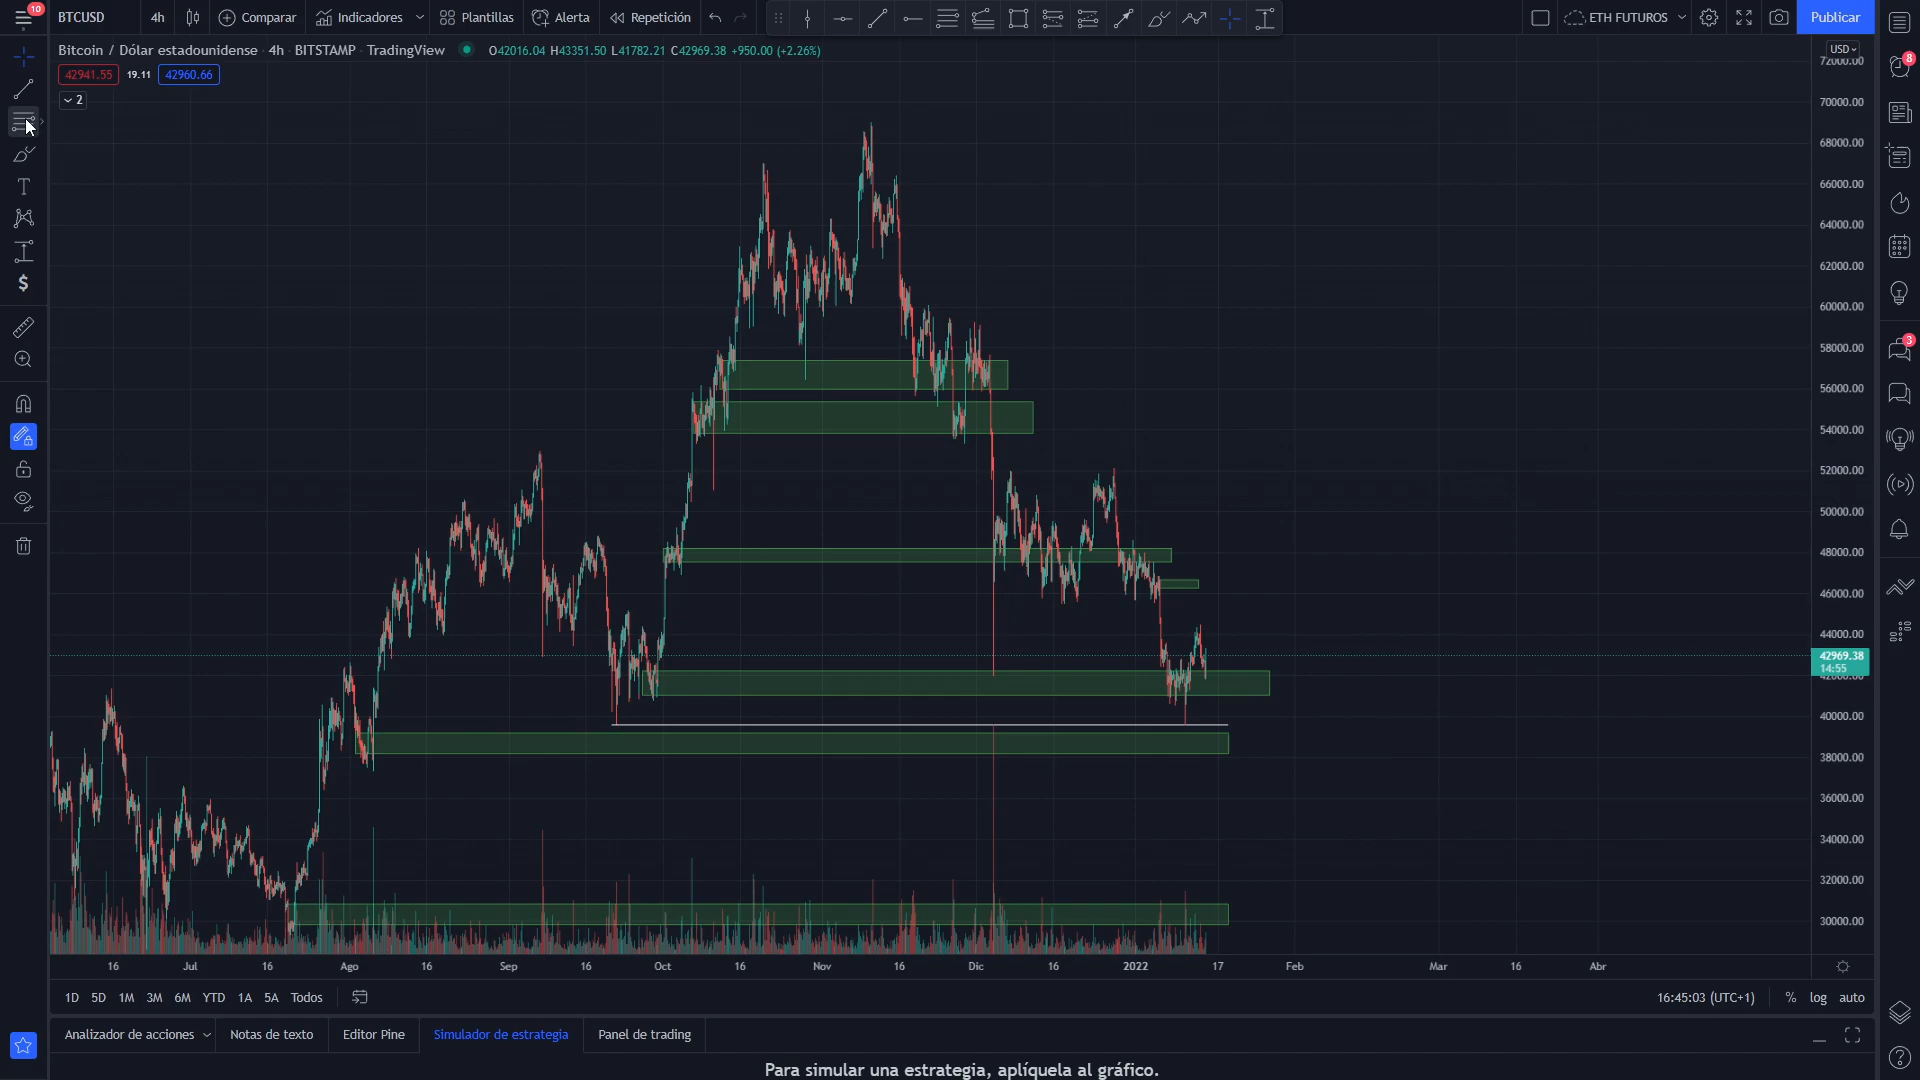 10
BTCUSD
4h
Comparar
Indicadores
Plantillas
Alerta
Repetición
ETH FUTUROS
Publicar
Bitcoin / Dólar estadounidense · 4h · BITSTAMP · TradingView
O42016.04 H43351.50 L41782.21 C42969.38 +950.00 (+2.26%)
42941.55 19.11 42960.66
2
USD
72000.00
70000.00
68000.00
66000.00
64000.00
62000.00
60000.00
58000.00
56000.00
54000.00
52000.00
50000.00
48000.00
46000.00
44000.00
42969.38
14:55
42000.00
40000.00
38000.00
36000.00
34000.00
32000.00
30000.00
8
3
16 Jul 16 Ago 16 Sep 16 Oct 16 Nov 16 Dic 16 2022 17 Feb Mar 16 Abr
1D 5D 1M 3M 6M YTD 1A 5A Todos
16:45:03 (UTC+1) % log auto
Analizador de acciones Notas de texto Editor Pine Simulador de estrategia Panel de trading
Para simular una estrategia, aplíquela al gráfico.